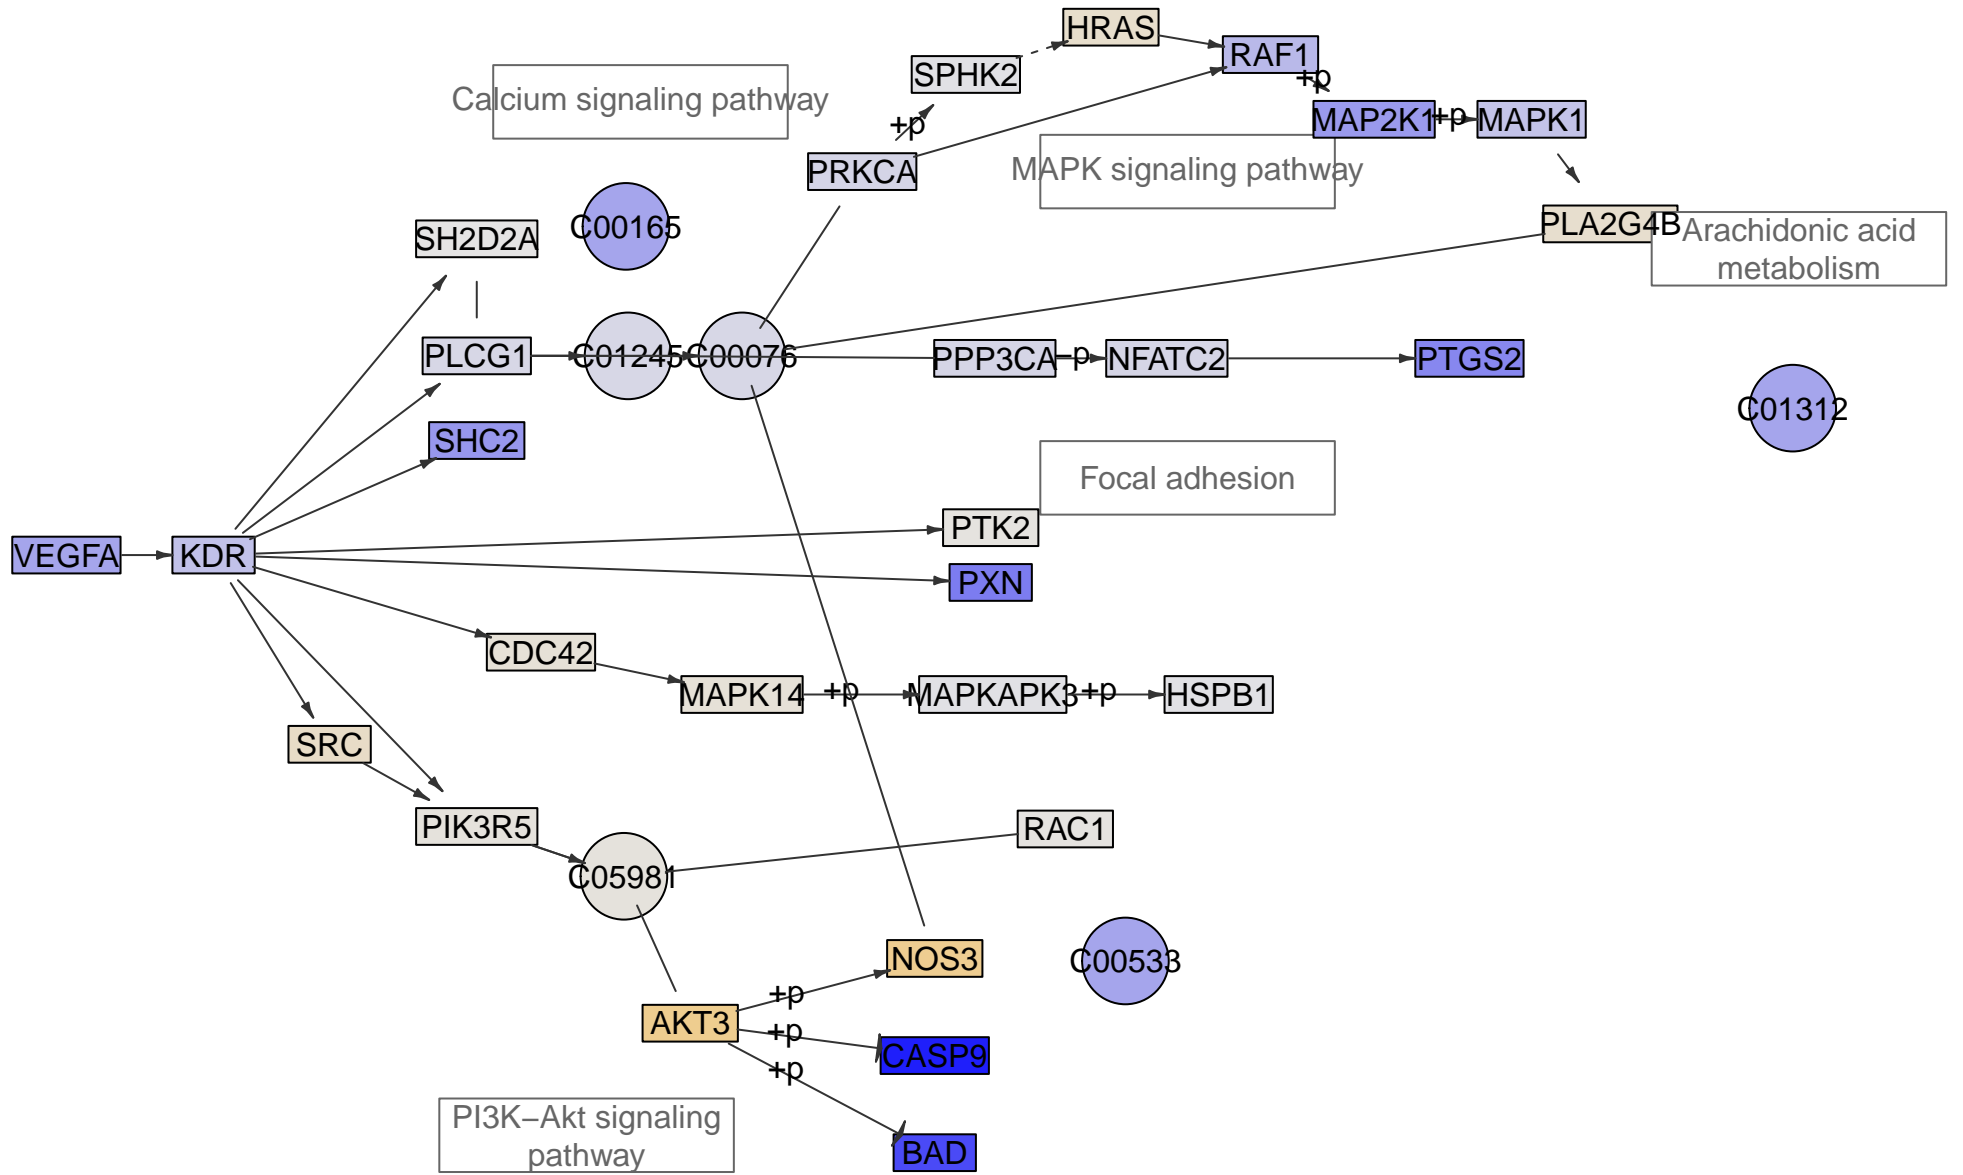 HRAS
RAF1
SPHK2
+p
Calcium signaling pathway
MAP2K1
+p
MAPK1
+p
PRKCA
MAPK signaling pathway
C00165
SH2D2A
PLA2G4B
Arachidonic acid
metabolism
PLCG1
C01245
C00076
PPP3CA
-p
NFATC2
PTGS2
C01312
SHC2
Focal adhesion
PTK2
VEGFA
KDR
PXN
CDC42
MAPK14
+p
MAPKAPK3
+p
HSPB1
SRC
PIK3R5
RAC1
C05981
NOS3
C00533
+p
AKT3
+p
CASP9
+p
PI3K–Akt signaling
pathway
BAD